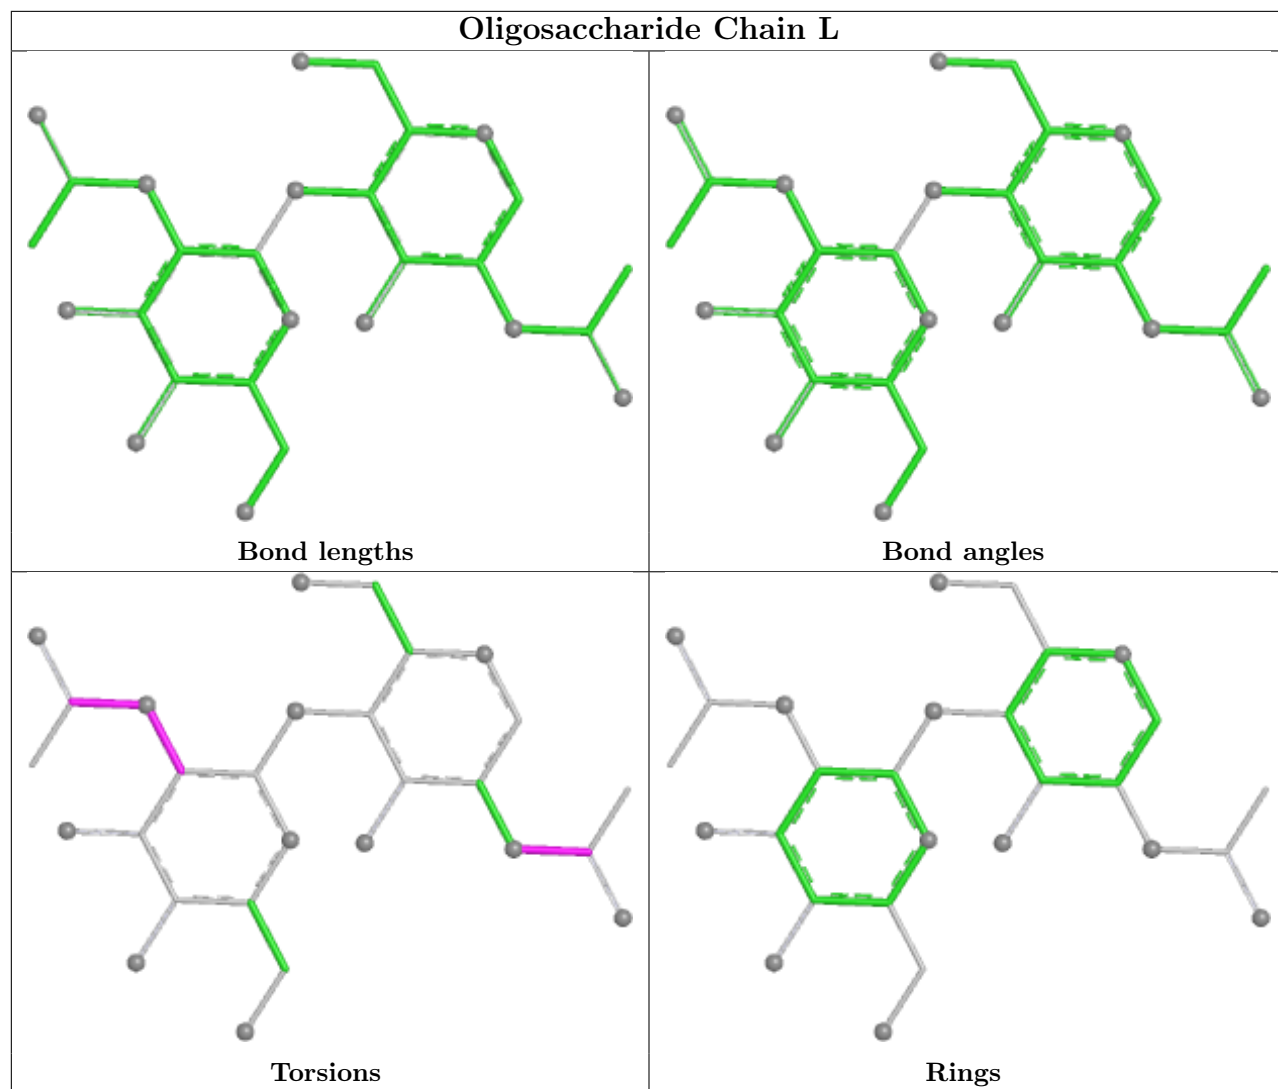 Oligosaccharide Chain L
Bond lengths
Bond angles
Torsions
Rings